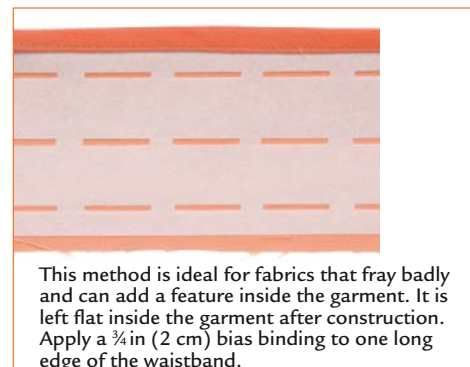 This method is ideal for fabrics that fray badly
and can add a feature inside the garment. It is
left flat inside the garment after construction.
Apply a ¾ in (2 cm) bias binding to one long
edge of the waistband.